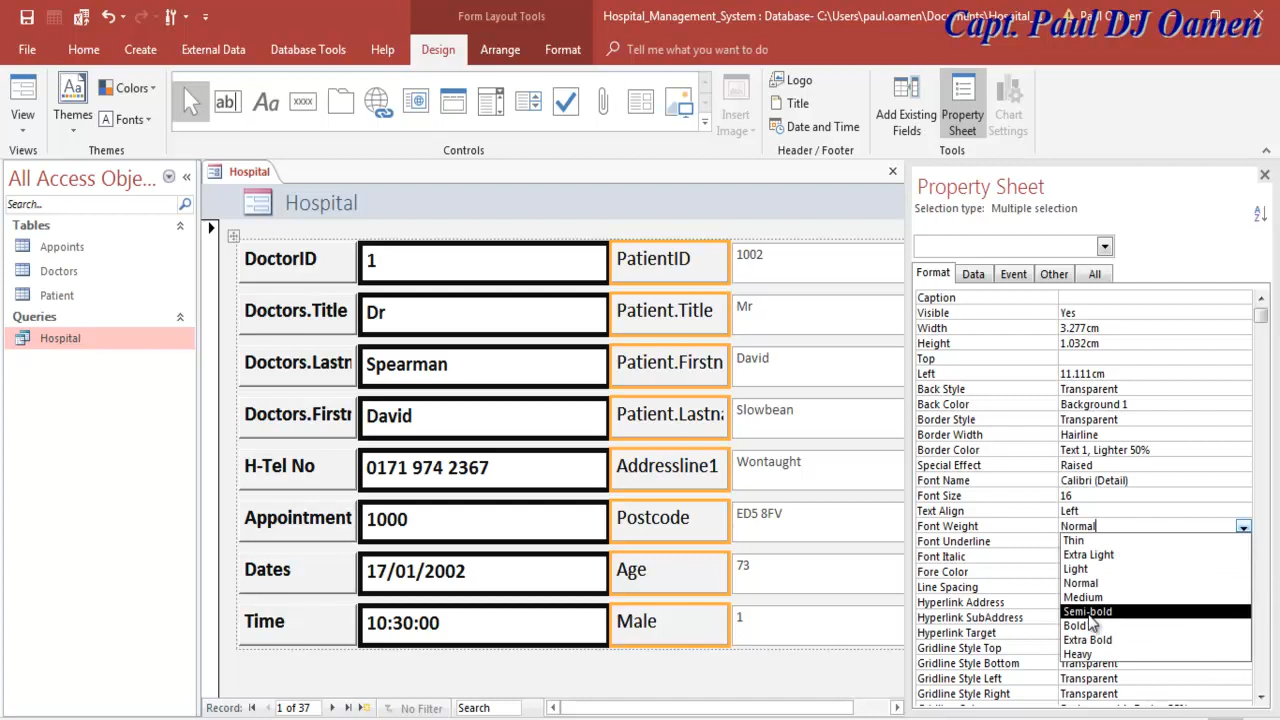 Form Layout Tools
Hospital_Management_System : Database- C:\Users\paul.oamen\Documents\Hospital_
Capt. Paul DJ Oamen
File
Home
Create
External Data
Database Tools
Help
Design
Arrange
Format
Tell me what you want to do
View
Themes
Colors
Fonts
Insert
Image
Logo
Title
Date and Time
Add Existing
Fields
Property
Sheet
Chart
Settings
Views
Themes
Controls
Header / Footer
Tools
All Access Obje...
Search...
Tables
Appoints
Doctors
Patient
Queries
Hospital
Hospital
Hospital
DoctorID 1 PatientID 1002
Doctors.Title Dr Patient.Title Mr
Doctors.Lastn Spearman Patient.Firstn David
Doctors.Firstr David Patient.Lastna Slowbean
H-Tel No 0171 974 2367 Addressline1 Wontaught
Appointment 1000 Postcode ED5 8FV
Dates 17/01/2002 Age 73
Time 10:30:00 Male 1
Record: 1 of 37 No Filter Search
Property Sheet
Selection type: Multiple selection
Format Data Event Other All
Caption
Visible Yes
Width 3.277cm
Height 1.032cm
Top
Left 11.111cm
Back Style Transparent
Back Color Background 1
Border Style Transparent
Border Width Hairline
Border Color Text 1, Lighter 50%
Special Effect Raised
Font Name Calibri (Detail)
Font Size 16
Text Align Left
Font Weight Normal
Font Underline
Font Italic
Fore Color
Line Spacing
Hyperlink Address
Hyperlink SubAddress
Hyperlink Target
Gridline Style Top
Gridline Style Bottom Transparent
Gridline Style Left Transparent
Gridline Style Right Transparent
Thin
Extra Light
Light
Normal
Medium
Semi-bold
Bold
Extra Bold
Heavy